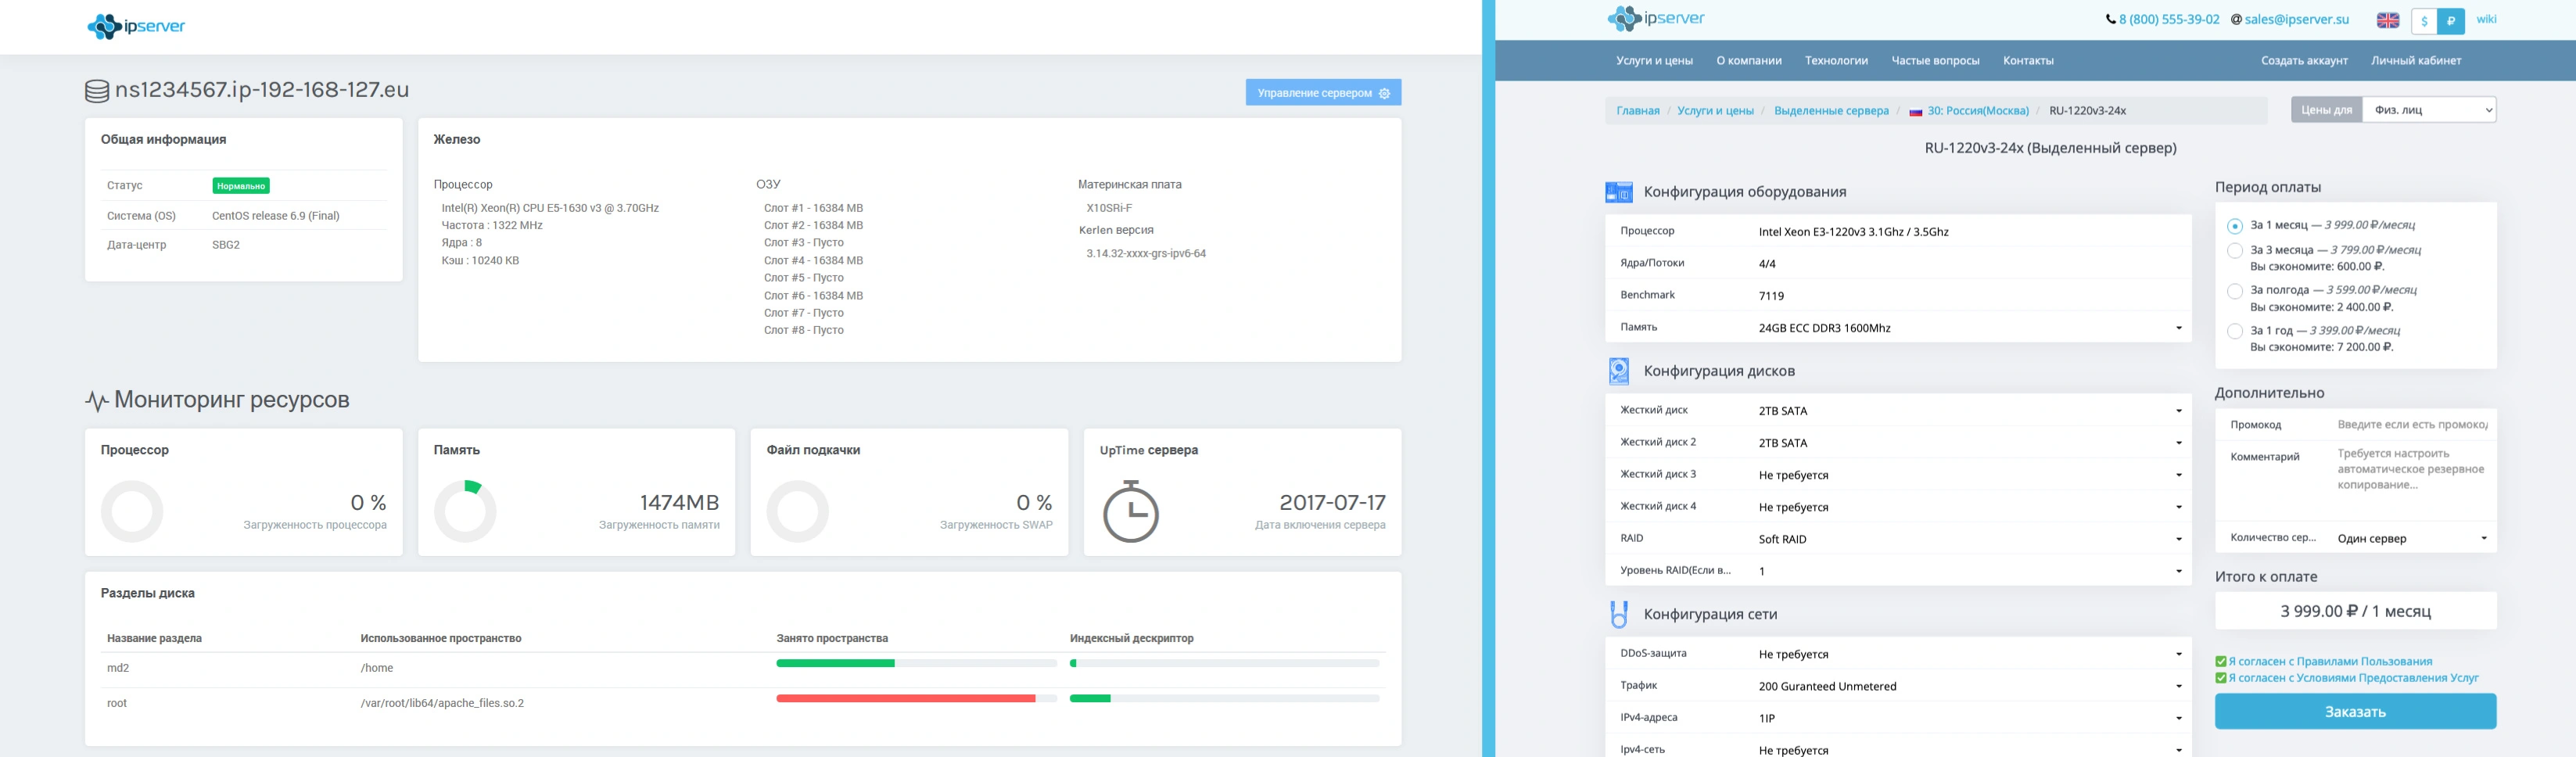 ipserver
ns1234567.ip-192-168-127.eu
Управление сервером
Общая информация
Статус Нормально
Система (OS) CentOS release 6.9 (Final)
Дата-центр SBG2
Железо
Процессор
Intel(R) Xeon(R) CPU E5-1630 v3 @ 3.70GHz
Частота : 1322 MHz
Ядра : 8
Кэш : 10240 KB
ОЗУ
Слот #1 - 16384 MB
Слот #2 - 16384 MB
Слот #3 - Пусто
Слот #4 - 16384 MB
Слот #5 - Пусто
Слот #6 - 16384 MB
Слот #7 - Пусто
Слот #8 - Пусто
Материнская плата
X10SRi-F
Kerlen версия
3.14.32-xxxx-grs-ipv6-64
Мониторинг ресурсов
Процессор
0 %
Загруженность процессора
Память
1474MB
Загруженность памяти
Файл подкачки
0 %
Загруженность SWAP
UpTime сервера
2017-07-17
Дата включения сервера
Разделы диска
Название раздела Использованное пространство Занято пространства Индексный дескриптор
md2 /home
root /var/root/lib64/apache_files.so.2
ipserver
8 (800) 555-39-02 @ sales@ipserver.su $ ₽ wiki
Услуги и цены О компании Технологии Частые вопросы Контакты Создать аккаунт Личный кабинет
Главная / Услуги и цены / Выделенные сервера / 30: Россия(Москва) / RU-1220v3-24x
Цены для Физ. лиц
RU-1220v3-24x (Выделенный сервер)
Конфигурация оборудования
Процессор Intel Xeon E3-1220v3 3.1Ghz / 3.5Ghz
Ядра/Потоки 4/4
Benchmark 7119
Память 24GB ECC DDR3 1600Mhz
Конфигурация дисков
Жесткий диск 2TB SATA
Жесткий диск 2 2TB SATA
Жесткий диск 3 Не требуется
Жесткий диск 4 Не требуется
RAID Soft RAID
Уровень RAID(Если в... 1
Конфигурация сети
DDoS-защита Не требуется
Трафик 200 Guranteed Unmetered
IPv4-адреса 1IP
Ipv4-сеть Не требуется
Период оплаты
За 1 месяц — 3 999.00 ₽/месяц
За 3 месяца — 3 799.00 ₽/месяц
Вы сэкономите: 600.00 ₽.
За полгода — 3 599.00 ₽/месяц
Вы сэкономите: 2 400.00 ₽.
За 1 год — 3 399.00 ₽/месяц
Вы сэкономите: 7 200.00 ₽.
Дополнительно
Промокод Введите если есть промокод
Комментарий Требуется настроить
автоматическое резервное
копирование...
Количество сер... Один сервер
Итого к оплате
3 999.00 ₽ / 1 месяц
Я согласен с Правилами Пользования
Я согласен с Условиями Предоставления Услуг
Заказать